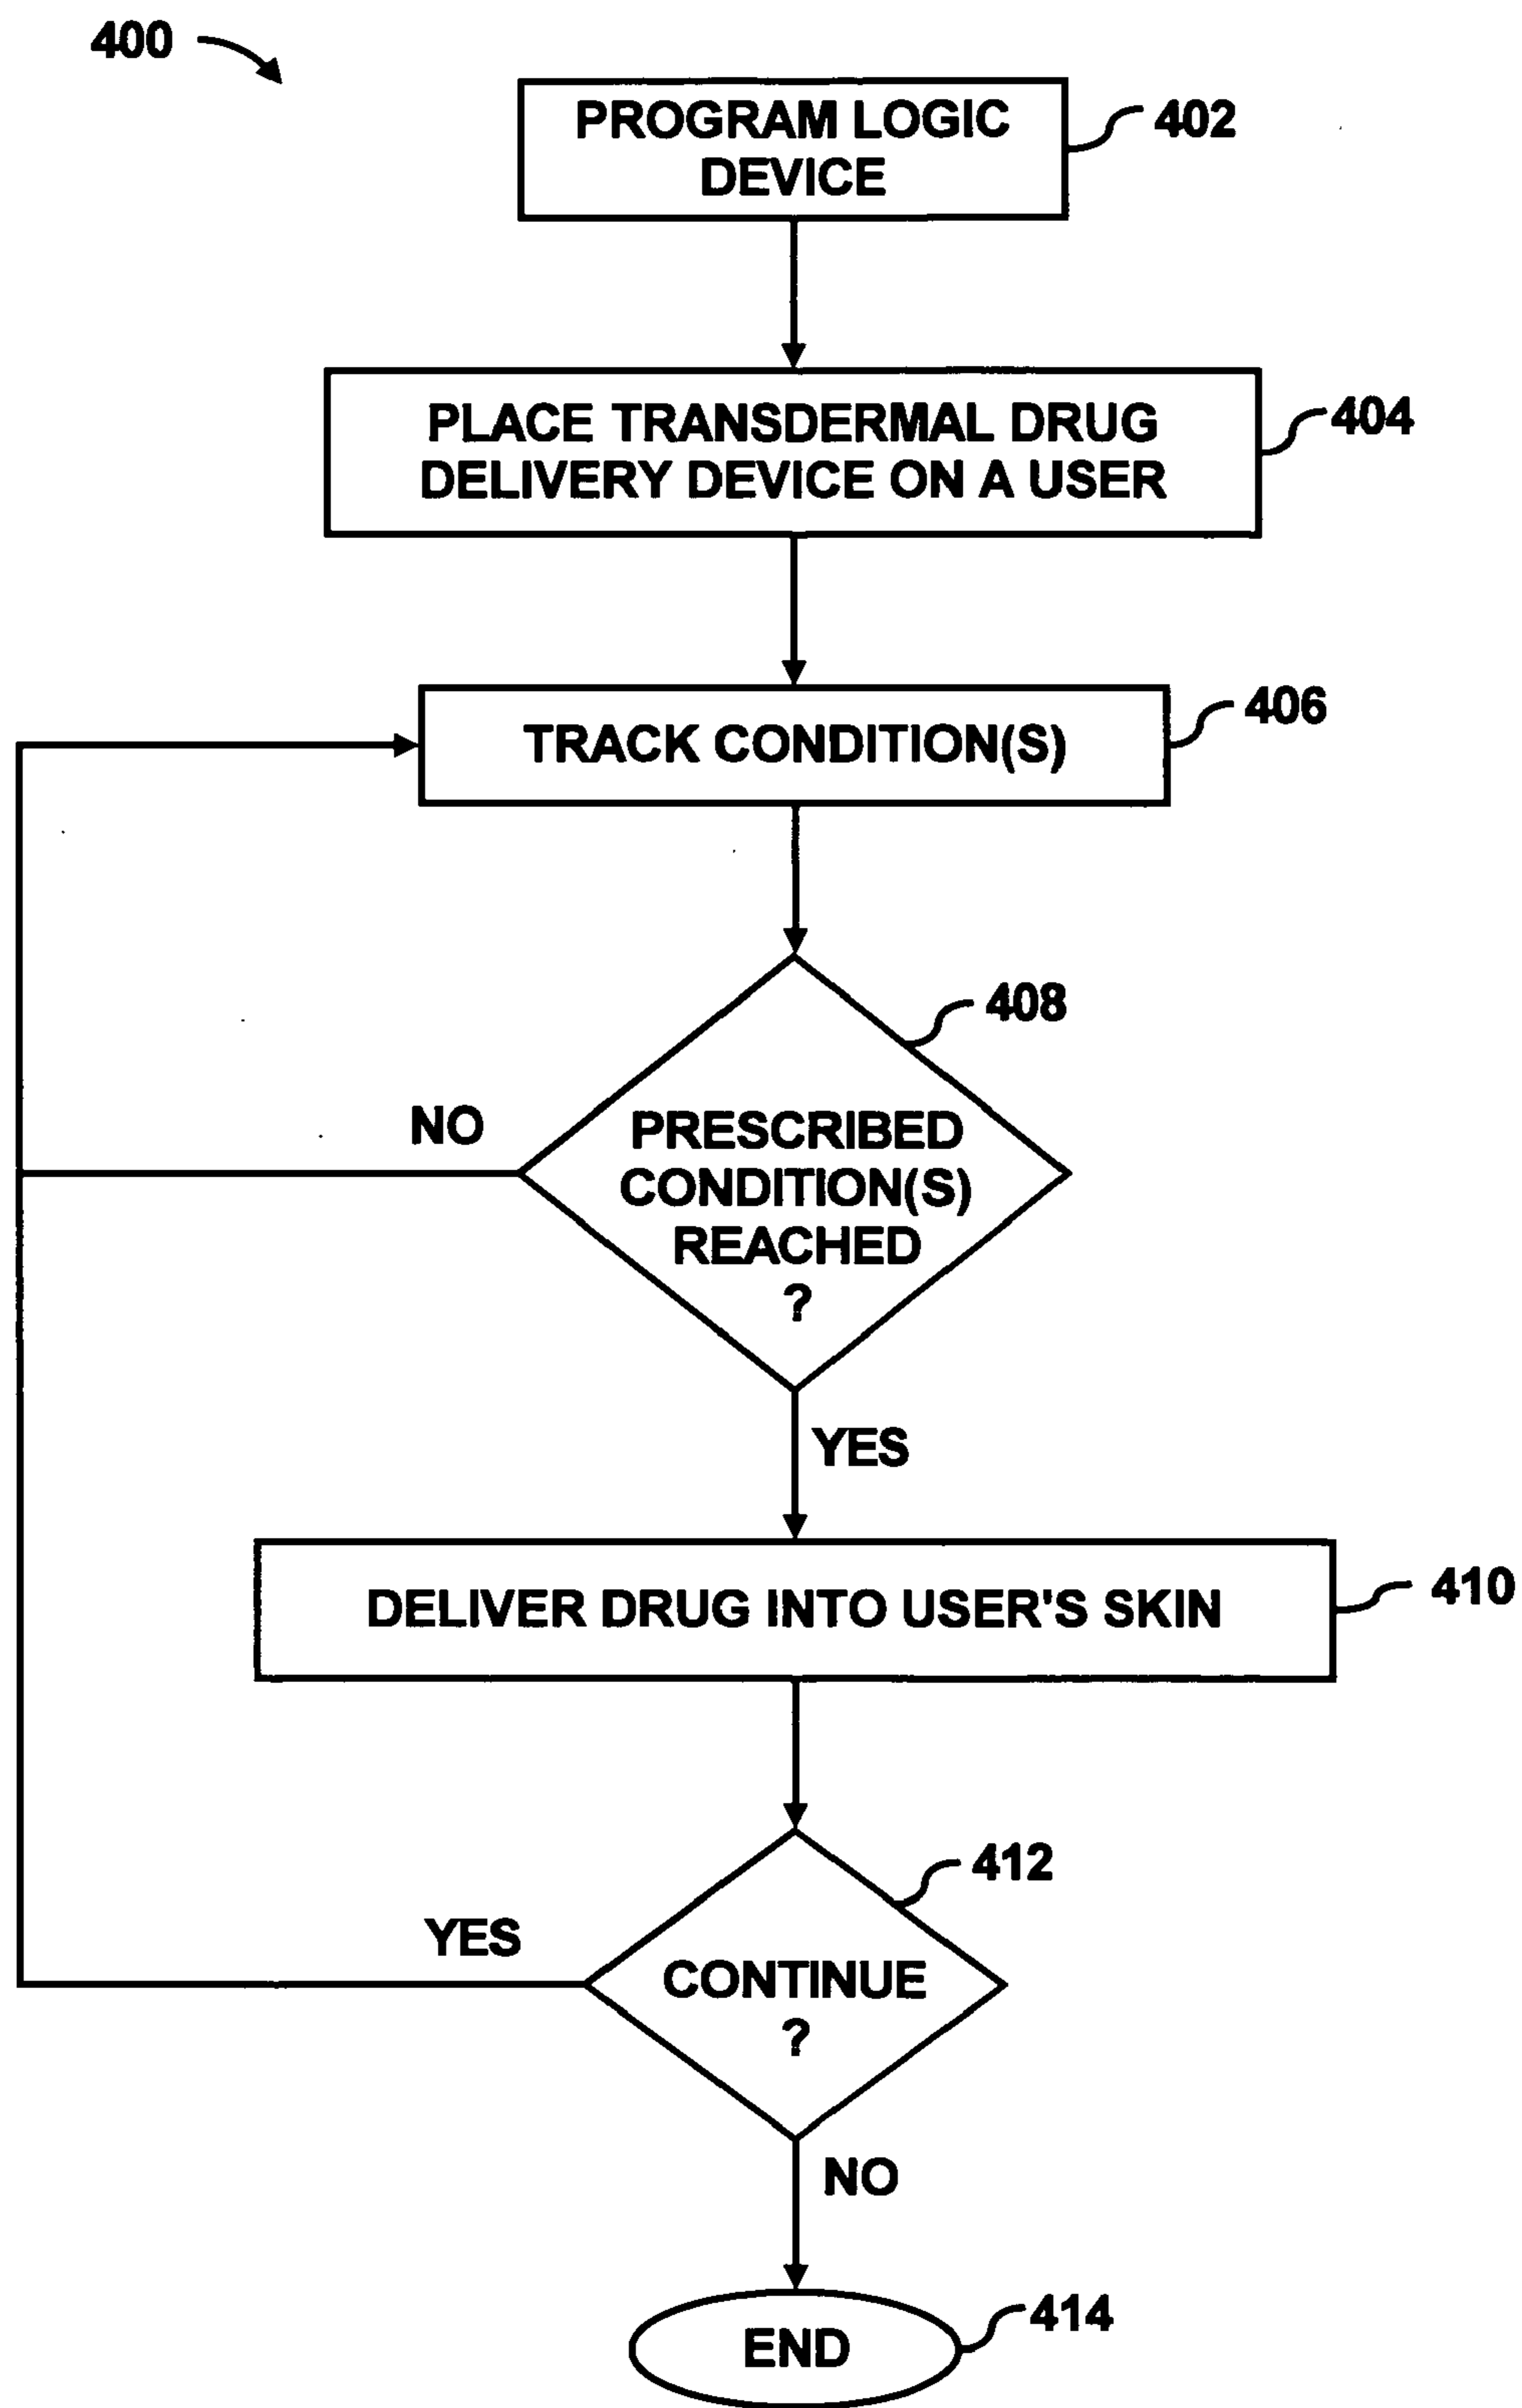 400
PROGRAM LOGIC
DEVICE
402
PLACE TRANSDERMAL DRUG
DELIVERY DEVICE ON A USER
404
TRACK CONDITION(S)
406
408
NO
PRESCRIBED
CONDITION(S)
REACHED
?
YES
DELIVER DRUG INTO USER'S SKIN
410
412
YES
CONTINUE
?
NO
END
414